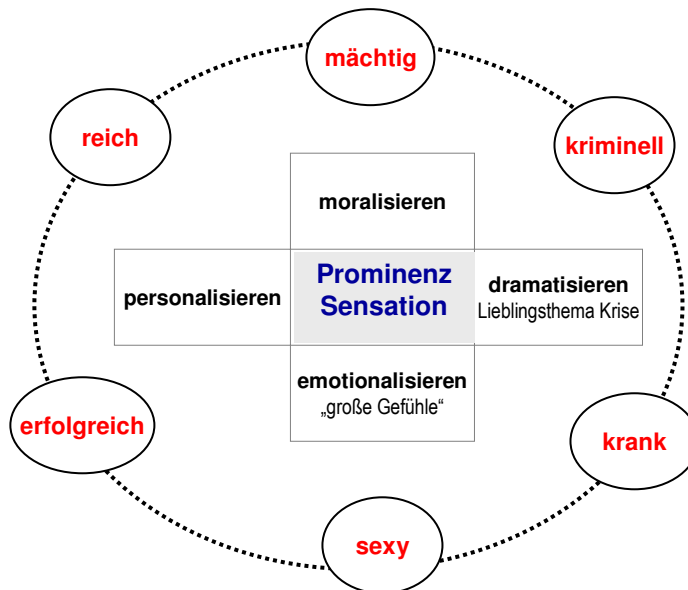 mächtig
reich
kriminell
moralisieren
personalisieren
Prominenz
Sensation
dramatisieren
Lieblingsthema Krise
emotionalisieren
„große Gefühle“
erfolgreich
krank
sexy